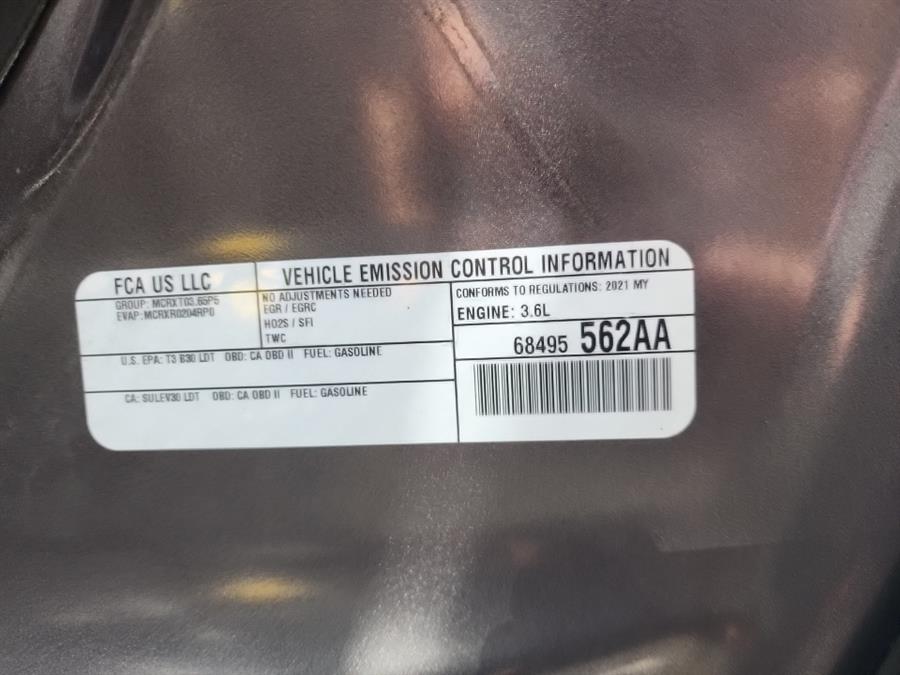 FCA US LLC
VEHICLE EMISSION CONTROL INFORMATION
GROUP: MCRXT03.65P5
EVAP: MCRXR0204RP0
NO ADJUSTMENTS NEEDED
EGR / EGRC
HO2S / SFI
TWC
CONFORMS TO REGULATIONS: 2021 MY
ENGINE: 3.6L
68495 562AA
U.S. EPA: T3 B30 LDT OBD: CA OBD II FUEL: GASOLINE
CA: SULEV30 LDT OBD: CA OBD II FUEL: GASOLINE